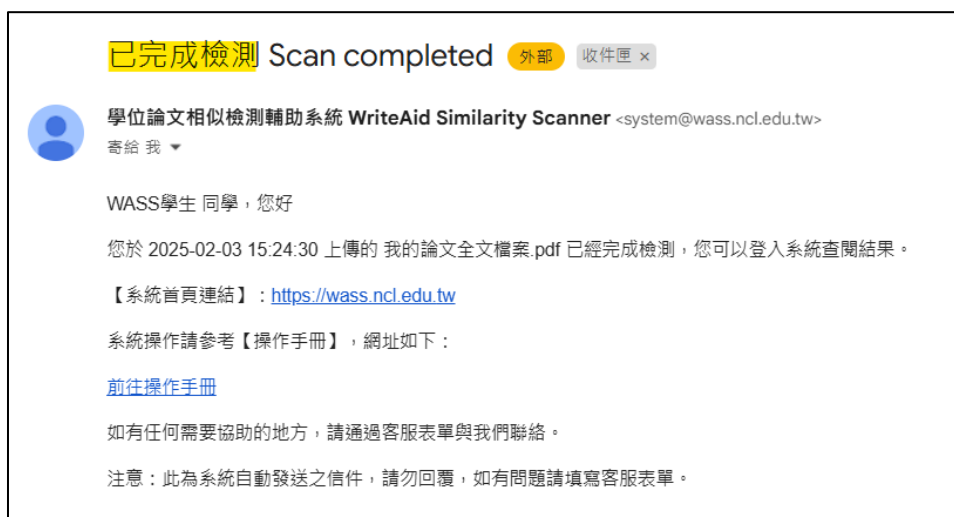 已完成檢測 Scan completed 外部 收件匣 ×
學位論文相似檢測輔助系統 WriteAid Similarity Scanner <system@wass.ncl.edu.tw>
寄給 我
WASS學生 同學，您好
您於 2025-02-03 15:24:30 上傳的 我的論文全文檔案.pdf 已經完成檢測，您可以登入系統查閱結果。
【系統首頁連結】：https://wass.ncl.edu.tw
系統操作請參考【操作手冊】，網址如下：
前往操作手冊
如有任何需要協助的地方，請通過客服表單與我們聯絡。
注意：此為系統自動發送之信件，請勿回覆，如有問題請填寫客服表單。